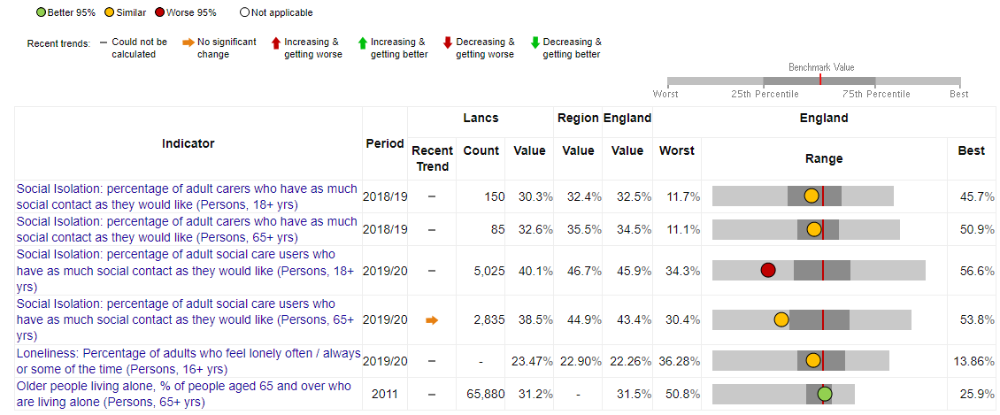 Better 95% Similar Worse 95% Not applicable
Recent trends: — Could not be calculated No significant change Increasing & getting worse Increasing & getting better Decreasing & getting worse Decreasing & getting better
Benchmark Value
Worst 25th Percentile 75th Percentile Best
Lancs Region England England
Indicator Period Recent Trend Count Value Value Value Worst Range Best
Social Isolation: percentage of adult carers who have as much
social contact as they would like (Persons, 18+ yrs) 2018/19 – 150 30.3% 32.4% 32.5% 11.7% 45.7%
Social Isolation: percentage of adult carers who have as much
social contact as they would like (Persons, 65+ yrs) 2018/19 – 85 32.6% 35.5% 34.5% 11.1% 50.9%
Social Isolation: percentage of adult social care users who
have as much social contact as they would like (Persons, 18+ 2019/20 – 5,025 40.1% 46.7% 45.9% 34.3% 56.6%
yrs)
Social Isolation: percentage of adult social care users who
have as much social contact as they would like (Persons, 65+ 2019/20 2,835 38.5% 44.9% 43.4% 30.4% 53.8%
yrs)
Loneliness: Percentage of adults who feel lonely often / always
or some of the time (Persons, 16+ yrs) 2019/20 – - 23.47% 22.90% 22.26% 36.28% 13.86%
Older people living alone, % of people aged 65 and over who
are living alone (Persons, 65+ yrs) 2011 – 65,880 31.2% - 31.5% 50.8% 25.9%